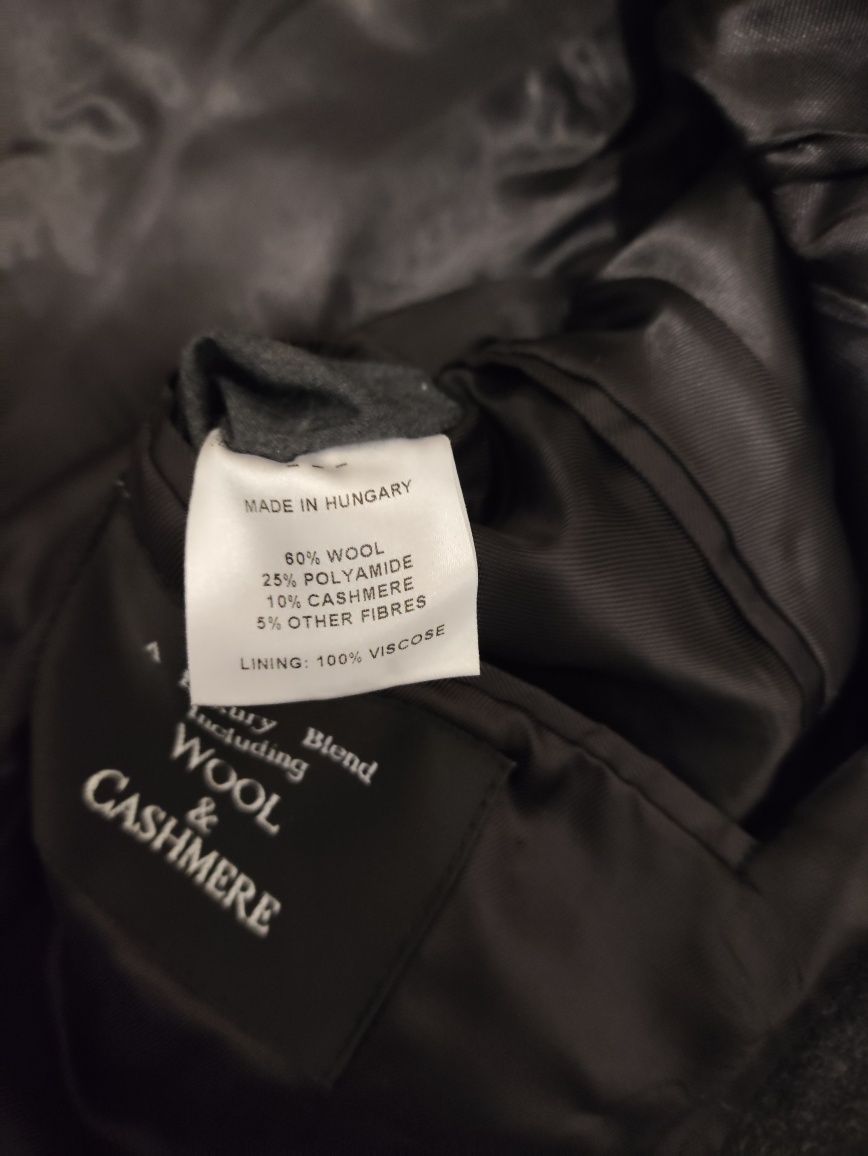 MADE IN HUNGARY
60% WOOL
25% POLYAMIDE
10% CASHMERE
5% OTHER FIBRES
LINING: 100% VISCOSE
A Blend
Including
WOOL
&
CASHMERE